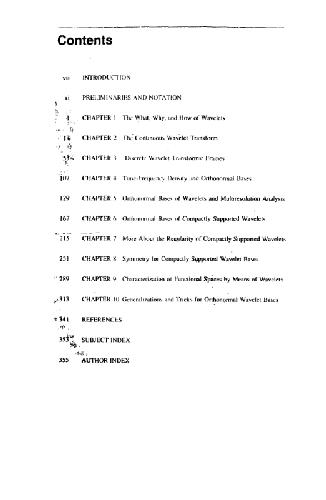 Contents
vii INTRODUCTION
xi PRELIMINARIES AND NOTATION
CHAPTER 1 The What, Why, and How of Wavelets
CHAPTER 2 The Continuous Wavelet Transform
CHAPTER 3 Discrete Wavelet Transforms: Frames
107 CHAPTER 4 Time-Frequency Density and Orthonormal Bases
129 CHAPTER 5 Orthonormal Bases of Wavelets and Multiresolution Analysis
167 CHAPTER 6 Orthonormal Bases of Compactly Supported Wavelets
215 CHAPTER 7 More About the Regularity of Compactly Supported Wavelets
251 CHAPTER 8 Symmetry for Compactly Supported Wavelet Bases
289 CHAPTER 9 Characterization of Functional Spaces by Means of Wavelets
313 CHAPTER 10 Generalizations and Tricks for Orthonormal Wavelet Bases
341 REFERENCES
353 SUBJECT INDEX
355 AUTHOR INDEX